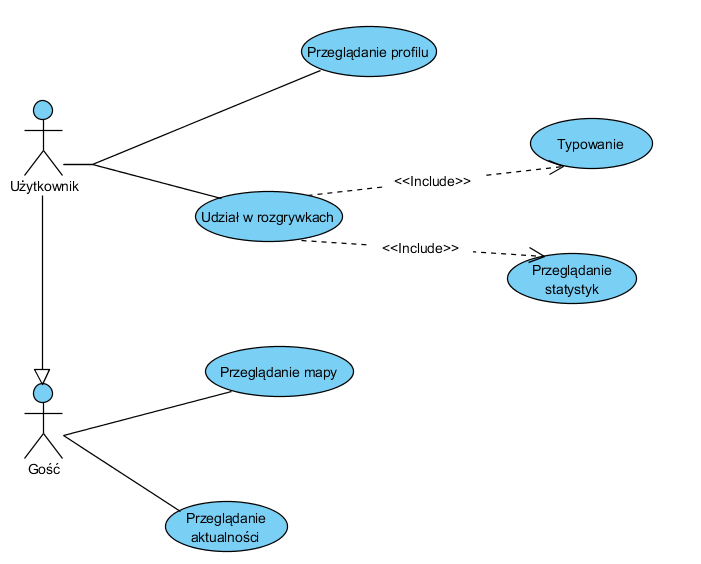 Przeglądanie profilu
Typowanie
<<Include>>
Użytkownik
Udział w rozgrywkach
<<Include>>
Przeglądanie
statystyk
Przeglądanie mapy
Gość
Przeglądanie
aktualności